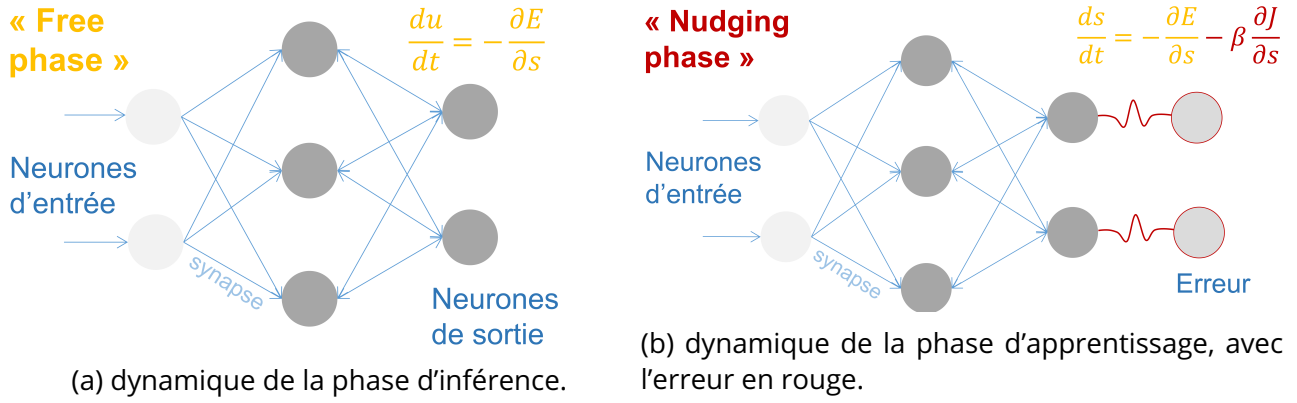 « Free
phase »
du/dt = − ∂E/∂s
Neurones
d’entrée
synapse
Neurones
de sortie
(a) dynamique de la phase d’inférence.
« Nudging
phase »
ds/dt = − ∂E/∂s − β ∂J/∂s
Neurones
d’entrée
synapse
Erreur
(b) dynamique de la phase d’apprentissage, avec
l’erreur en rouge.